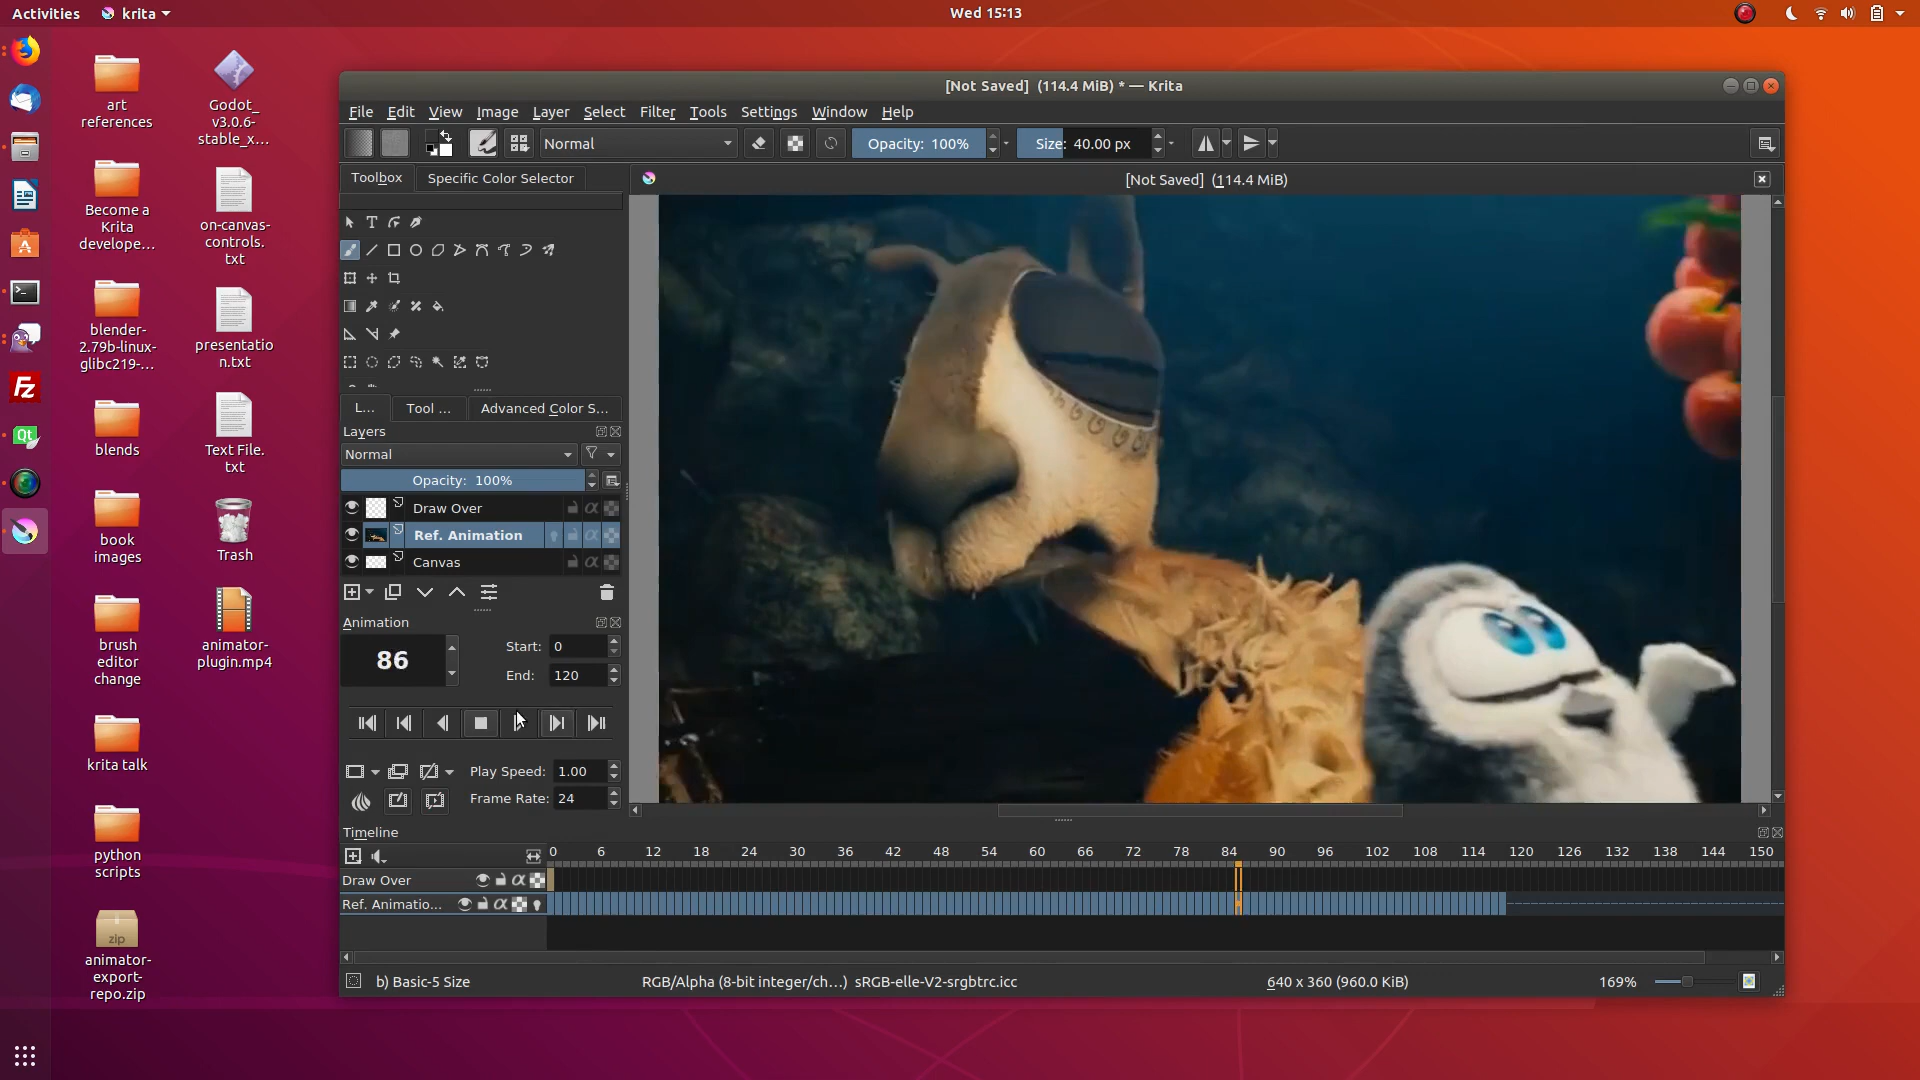 Activities
krita
Wed 15:13
art
references
Become a
Krita
develope...
blender-
2.79b-linux-
glibc219-...
blends
book
images
brush
editor
change
krita talk
python
scripts
zip
animator-
export-
repo.zip
Godot_
v3.0.6-
stable_x...
on-canvas-
controls.
txt
presentatio
n.txt
Text File.
txt
Trash
animator-
plugin.mp4
[Not Saved] (114.4 MiB) * — Krita
File Edit View Image Layer Select Filter Tools Settings Window Help
Normal
Opacity: 100%
Size: 40.00 px
Toolbox
Specific Color Selector
[Not Saved] (114.4 MiB)
L...
Tool ...
Advanced Color S...
Layers
Normal
Opacity: 100%
Draw Over
Ref. Animation
Canvas
Animation
86
Start: 0
End: 120
Play Speed: 1.00
Frame Rate: 24
Timeline
0 6 12 18 24 30 36 42 48 54 60 66 72 78 84 90 96 102 108 114 120 126 132 138 144 150
Draw Over
Ref. Animatio...
b) Basic-5 Size
RGB/Alpha (8-bit integer/ch...) sRGB-elle-V2-srgbtrc.icc
640 x 360 (960.0 KiB)
169%
Fz
Qt